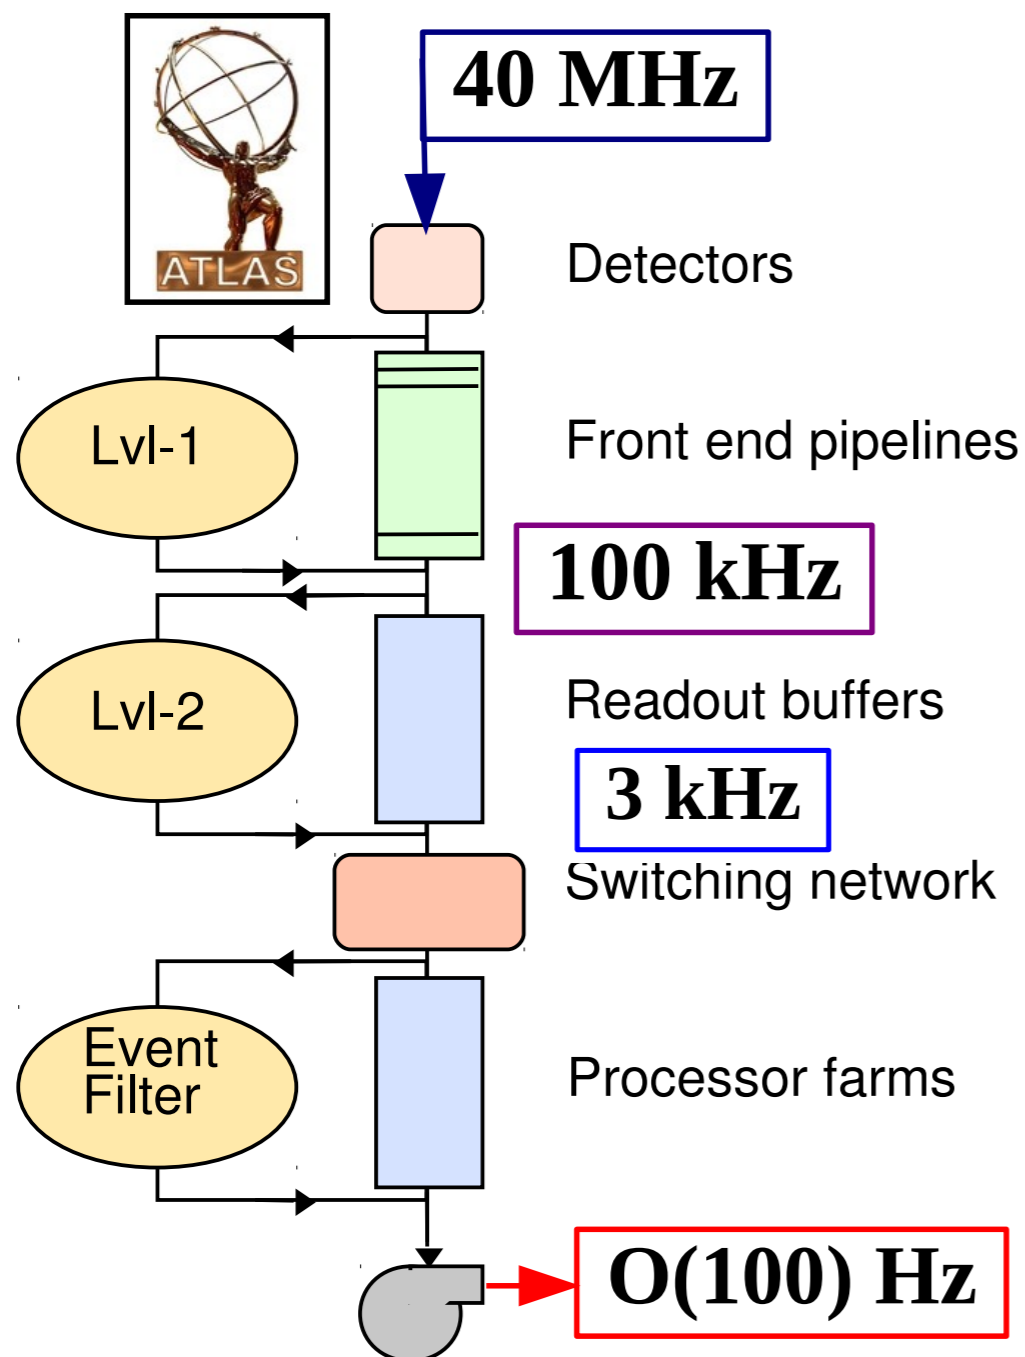 40 MHz
ATLAS
Detectors
Lvl-1
Front end pipelines
100 kHz
Lvl-2
Readout buffers
3 kHz
Switching network
Event
Filter
Processor farms
O(100) Hz